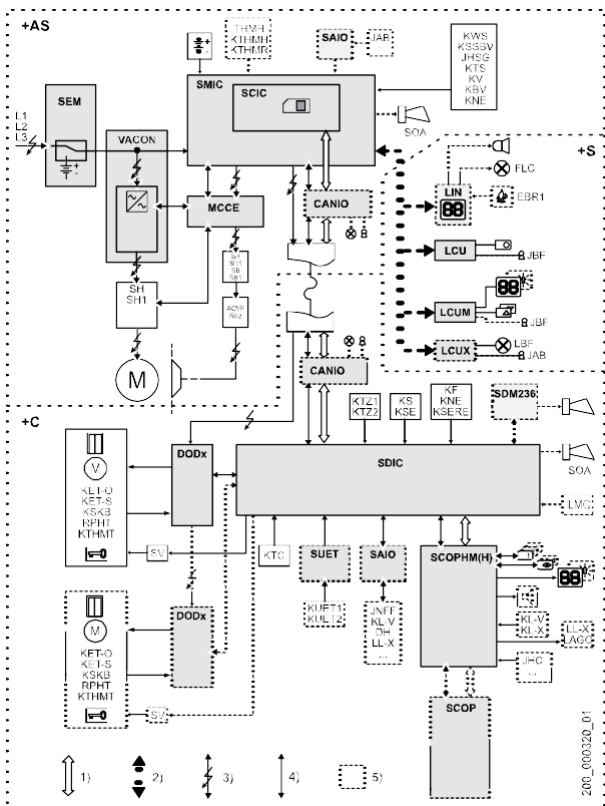 +AS
SEM
L1
L2
L3
VACON
THMH
KTHMH
KTHMR
SAIO
JAB
...
SMIC
SCIC
KWS
KSSBV
JHSG
KTS
KV
KBV
KNE
SOA
+S
LIN
FLC
EBR1
MCCE
CANIO
LCU
JBF
LCUM
JBF
LCUX
LBF
JAB
SH
SH1
SB
SB1
SH
SH1
M
CANIO
+C
KTZ1
KTZ2
KS
KSE
KF
KNE
KSERE
SDM236
V
KET-O
KET-S
KSKB
RPHT
KTHMT
DODx
SDIC
SOA
LMG
SV
KTC
SUET
SAIO
SCOPHM(H)
M
KET-O
KET-S
KSKB
RPHT
KTHMT
DODx
KUET1
KUET2
JNFF
KL-V
DH
LL-X
...
KL-V
KL-X
LL-X
LAGC
JHC
...
SV
SCOP
1)
2)
3)
4)
5)
200_000320_01